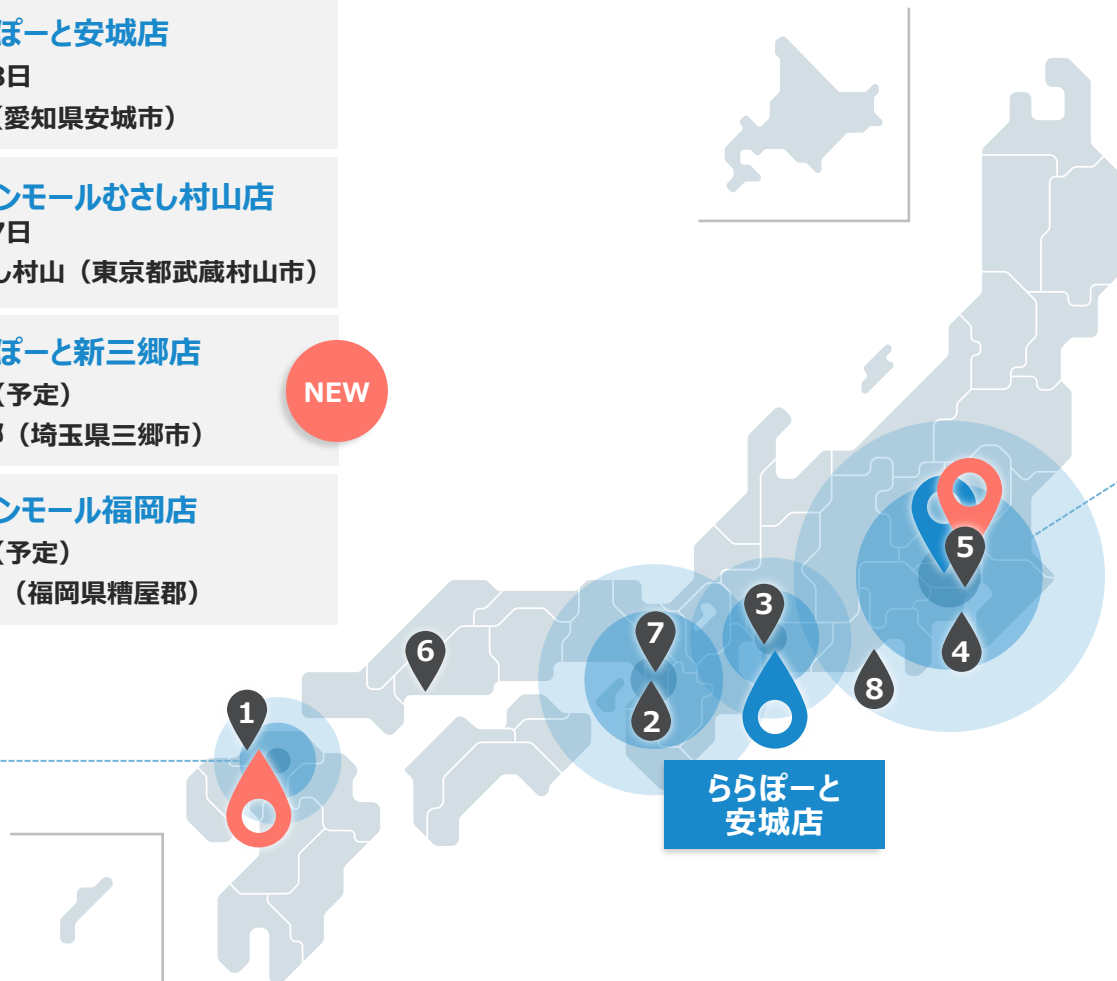 ぽーと安城店
日
（愛知県安城市）
ンモールむさし村山店
7日
し村山（東京都武蔵村山市）
ぽーと新三郷店
（予定）
（埼玉県三郷市）
NEW
ンモール福岡店
（予定）
（福岡県糟屋郡）
5
3
7
4
6
8
2
1
ららぽーと
安城店